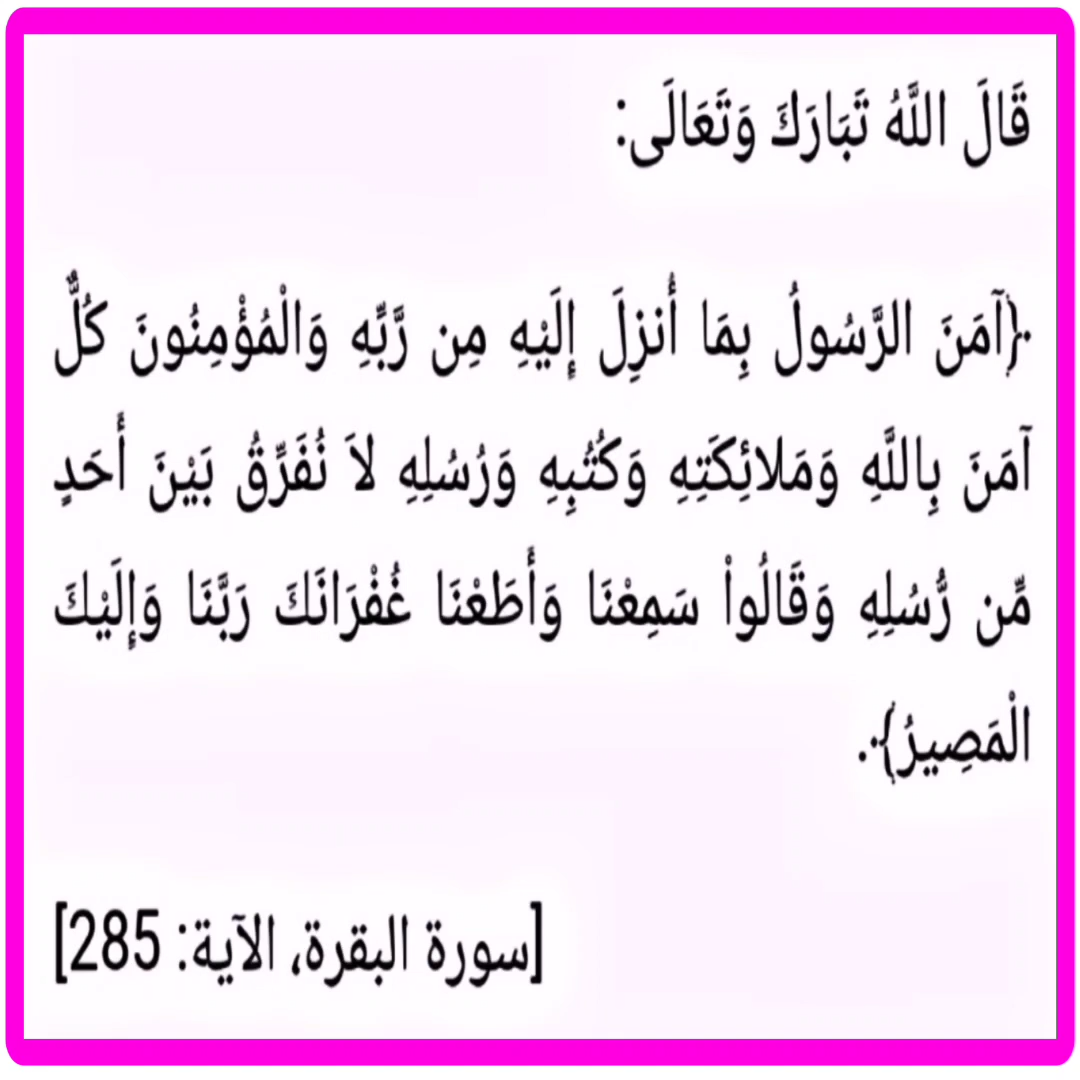 قَالَ اللَّهُ تَبَارَكَ وَتَعَالَى:
﴿آمَنَ الرَّسُولُ بِمَا أُنزِلَ إِلَيْهِ مِن رَّبِّهِ وَالْمُؤْمِنُونَ كُلٌّ
آمَنَ بِاللَّهِ وَمَلائِكَتِهِ وَكُتُبِهِ وَرُسُلِهِ لاَ نُفَرِّقُ بَيْنَ أَحَدٍ
مِّن رُّسُلِهِ وَقَالُواْ سَمِعْنَا وَأَطَعْنَا غُفْرَانَكَ رَبَّنَا وَإِلَيْكَ
الْمَصِيرُ﴾.
[سورة البقرة، الآية: 285]